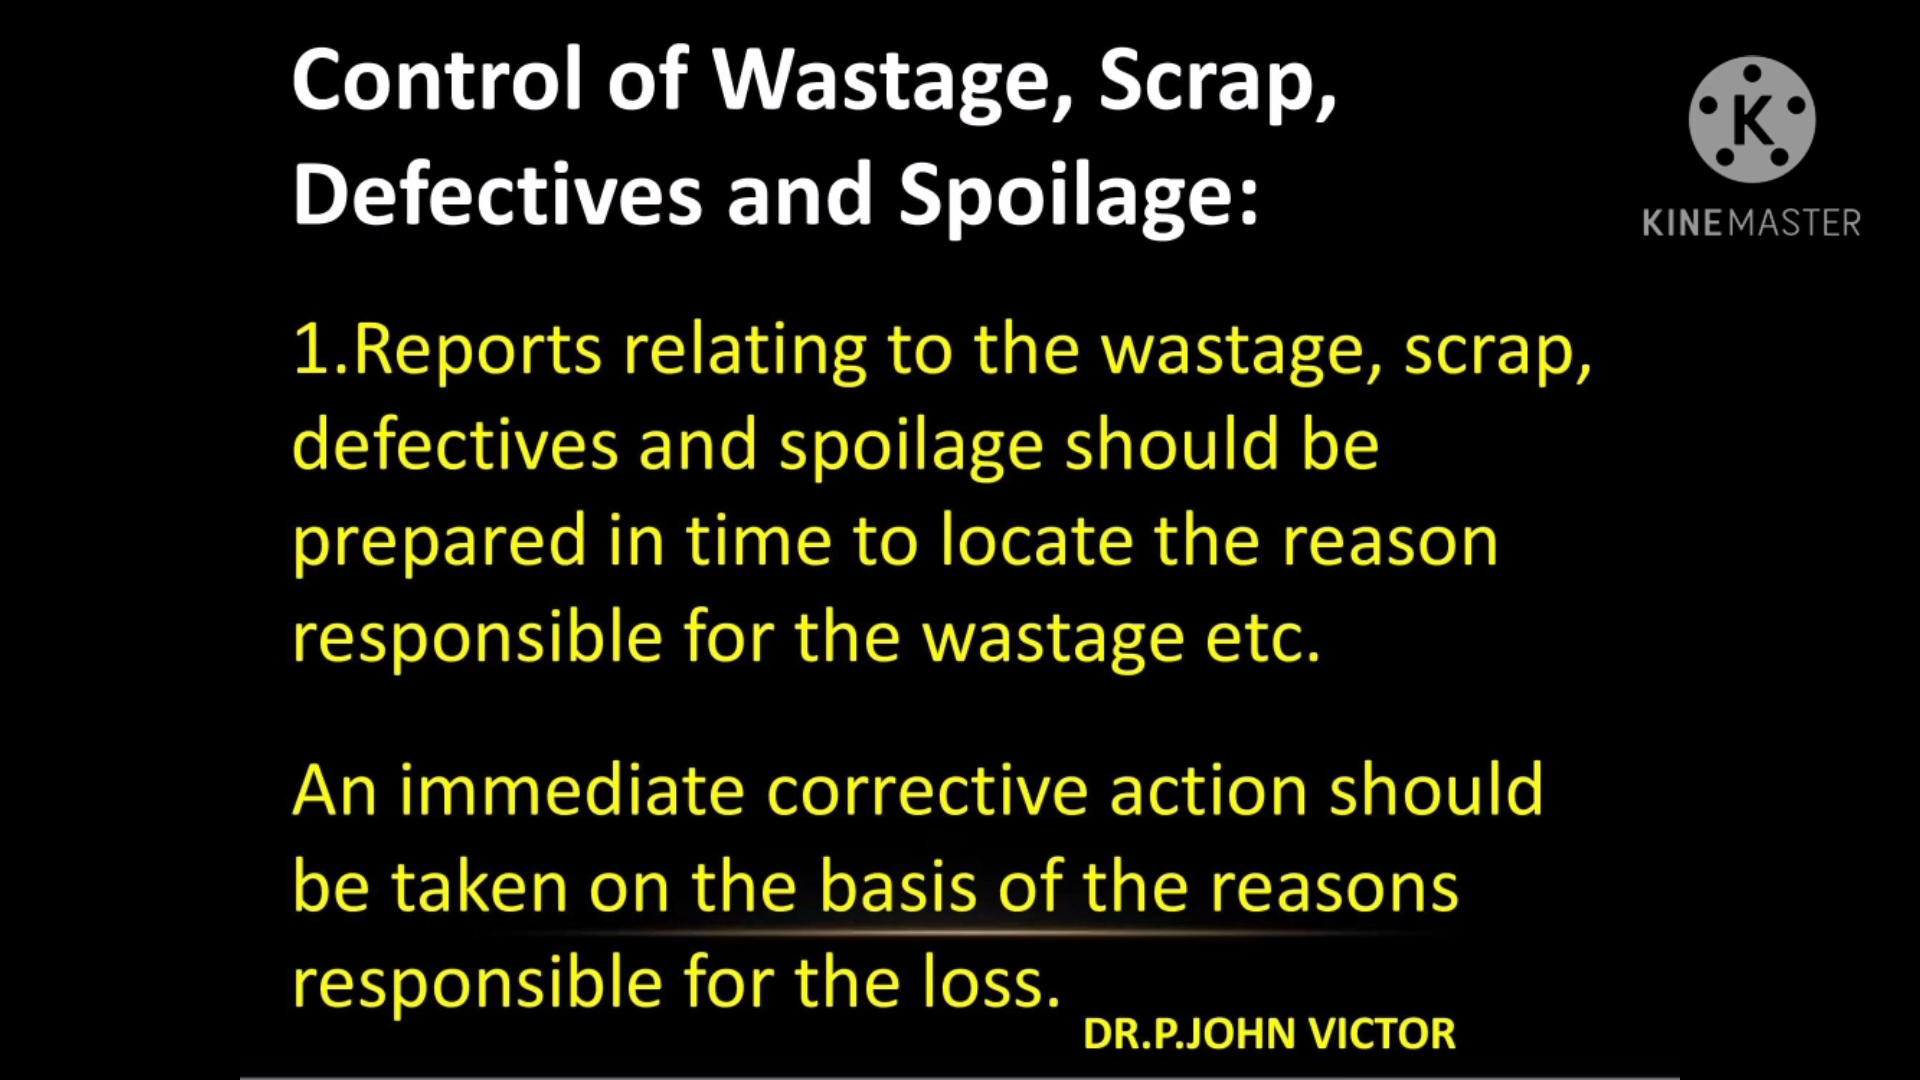 Control of Wastage, Scrap,
Defectives and Spoilage:
K
KINEMASTER
1.Reports relating to the wastage, scrap,
defectives and spoilage should be
prepared in time to locate the reason
responsible for the wastage etc.
An immediate corrective action should
be taken on the basis of the reasons
responsible for the loss.
DR.P.JOHN VICTOR